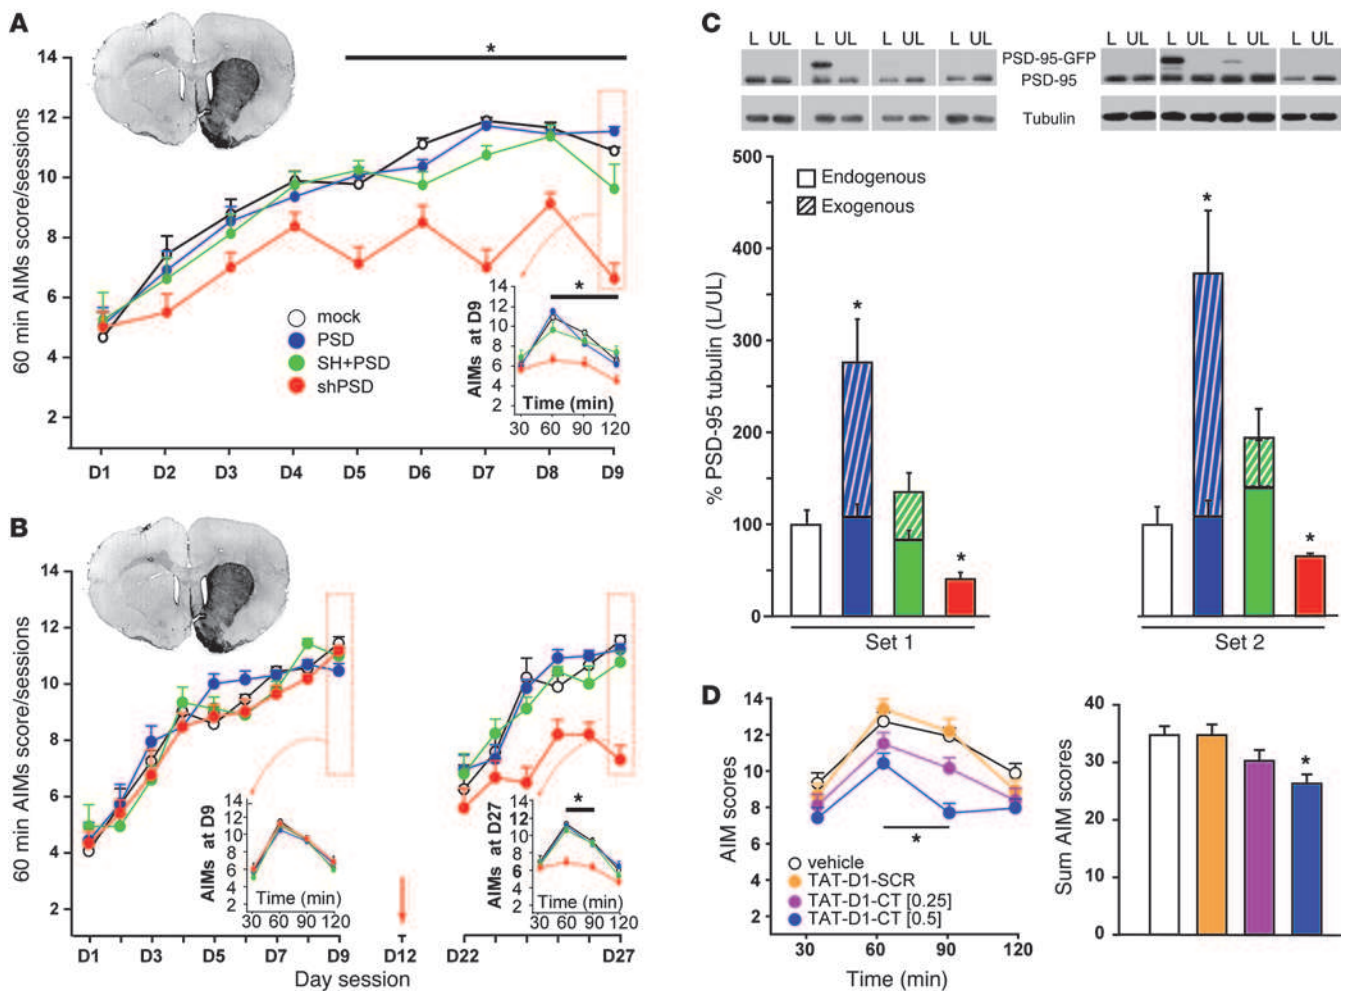 A
14
12
10
8
6
4
2
60 min AIMs score/sessions
*
mock
PSD
SH+PSD
shPSD
AIMs at D9
14
12
10
8
6
4
2
*
Time (min)
30 60 90 120
D1 D2 D3 D4 D5 D6 D7 D8 D9
B
12
10
8
6
4
2
60 min AIMs score/sessions
AIMs at D9
14
12
10
8
6
4
2
Time (min)
30 60 90 120
AIMs at D27
14
12
10
8
6
4
2
*
Time (min)
30 60 90 120
D1 D3 D5 D7 D9 D12 D22 D27
Day session
C
L UL L UL L UL L UL
L UL L UL L UL L UL
PSD-95-GFP
PSD-95
Tubulin
500
400
300
200
100
0
% PSD-95 tubulin (L/UL)
Endogenous
Exogenous
*
*
*
*
Set 1
Set 2
D
14
12
10
8
6
4
2
AIM scores
*
vehicle
TAT-D1-SCR
TAT-D1-CT [0.25]
TAT-D1-CT [0.5]
30 60 90 120
Time (min)
40
30
20
10
0
Sum AIM scores
*